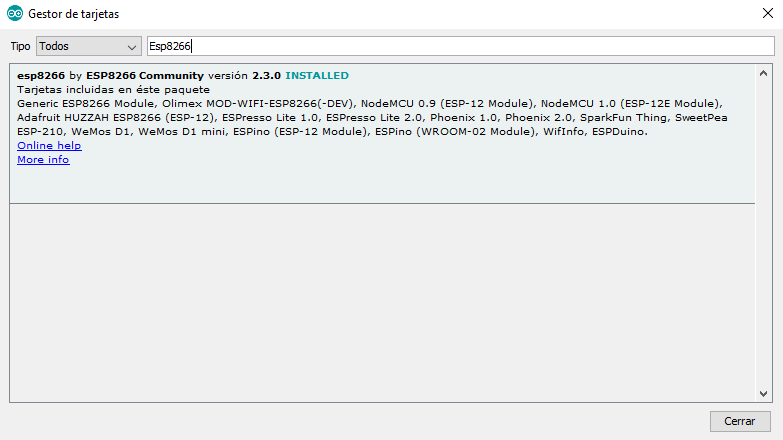 Gestor de tarjetas
Tipo Todos Esp8266
esp8266 by ESP8266 Community versión 2.3.0 INSTALLED
Tarjetas incluidas en éste paquete
Generic ESP8266 Module, Olimex MOD-WIFI-ESP8266(-DEV), NodeMCU 0.9 (ESP-12 Module), NodeMCU 1.0 (ESP-12E Module),
Adafruit HUZZAH ESP8266 (ESP-12), ESPresso Lite 1.0, ESPresso Lite 2.0, Phoenix 1.0, Phoenix 2.0, SparkFun Thing, SweetPea
ESP-210, WeMos D1, WeMos D1 mini, ESPino (ESP-12 Module), ESPino (WROOM-02 Module), WifInfo, ESPDuino.
Online help
More info
Cerrar